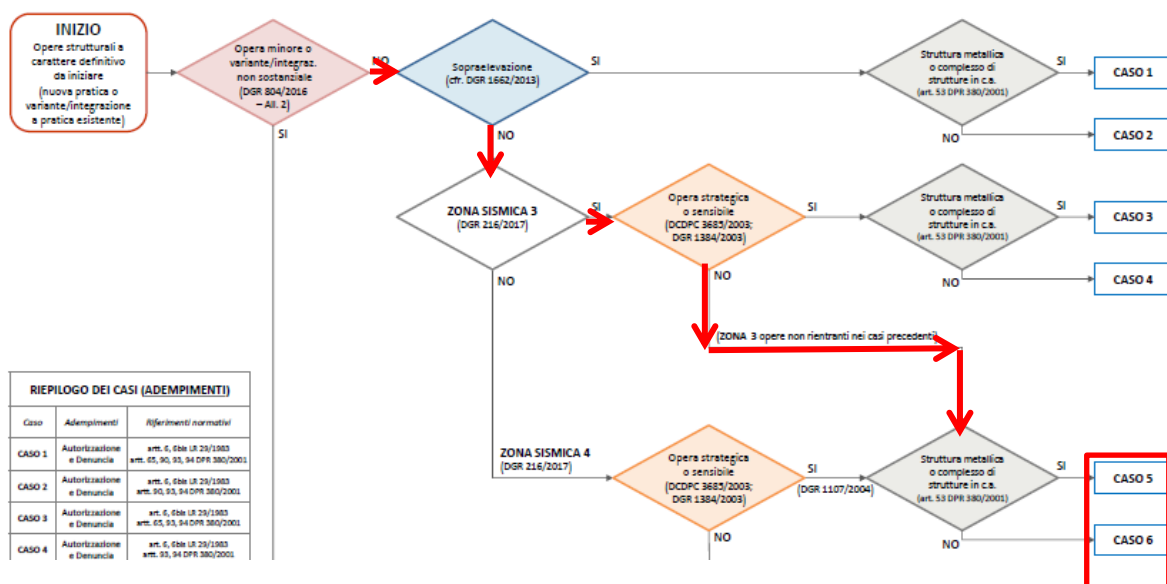 INIZIO
Opere strutturali a
carattere definitivo
da iniziare
(nuova pratica o
variante/integrazione
a pratica esistente)
Opera minore o
variante/integraz.
non sostanziale
(DGR 804/2016
– All. 2)
NO
SI
Sopraelevazione
(cfr. DGR 1662/2013)
SI
NO
Struttura metallica
o complesso di
strutture in c.a.
(art. 53 DPR 380/2001)
SI
NO
CASO 1
CASO 2
ZONA SISMICA 3
(DGR 216/2017)
SI
NO
Opera strategica
o sensibile
(DCDPC 3685/2003;
DGR 1384/2003)
SI
NO
Struttura metallica
o complesso di
strutture in c.a.
(art. 53 DPR 380/2001)
SI
NO
CASO 3
CASO 4
(ZONA 3 opere non rientranti nei casi precedenti)
ZONA SISMICA 4
(DGR 216/2017)
Opera strategica
o sensibile
(DCDPC 3685/2003;
DGR 1384/2003)
SI
(DGR 1107/2004)
NO
Struttura metallica
o complesso di
strutture in c.a.
(art. 53 DPR 380/2001)
SI
NO
CASO 5
CASO 6
RIEPILOGO DEI CASI (ADEMPIMENTI)
Caso Adempimenti Riferimenti normativi
CASO 1 Autorizzazione e Denuncia artt. 6, 6bis LR 29/1983 artt. 65, 90, 93, 94 DPR 380/2001
CASO 2 Autorizzazione e Denuncia artt. 6, 6bis LR 29/1983 artt. 90, 93, 94 DPR 380/2001
CASO 3 Autorizzazione e Denuncia art. 6, 6bis LR 29/1983 artt. 65, 93, 94 DPR 380/2001
CASO 4 Autorizzazione e Denuncia art. 6, 6bis LR 29/1983 artt. 93, 94 DPR 380/2001